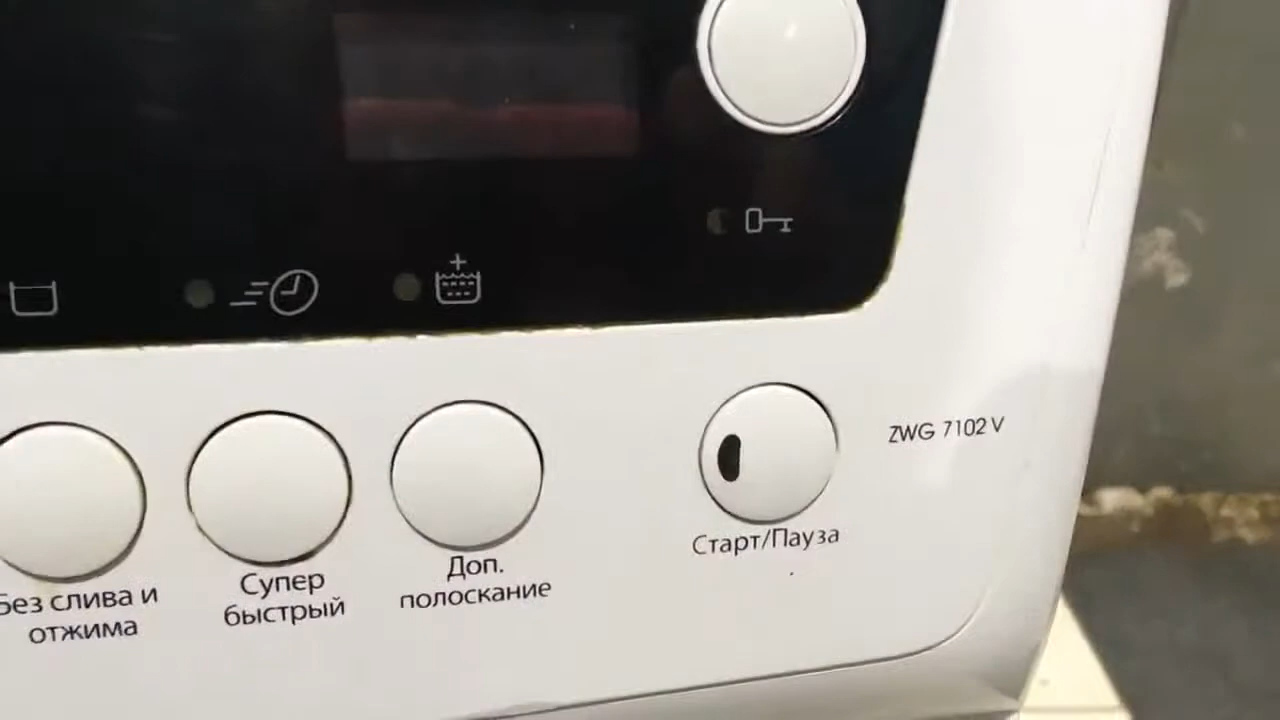 Без слива и
отжима
Супер
быстрый
Доп.
полоскание
Старт/Пауза
ZWG 7102 V